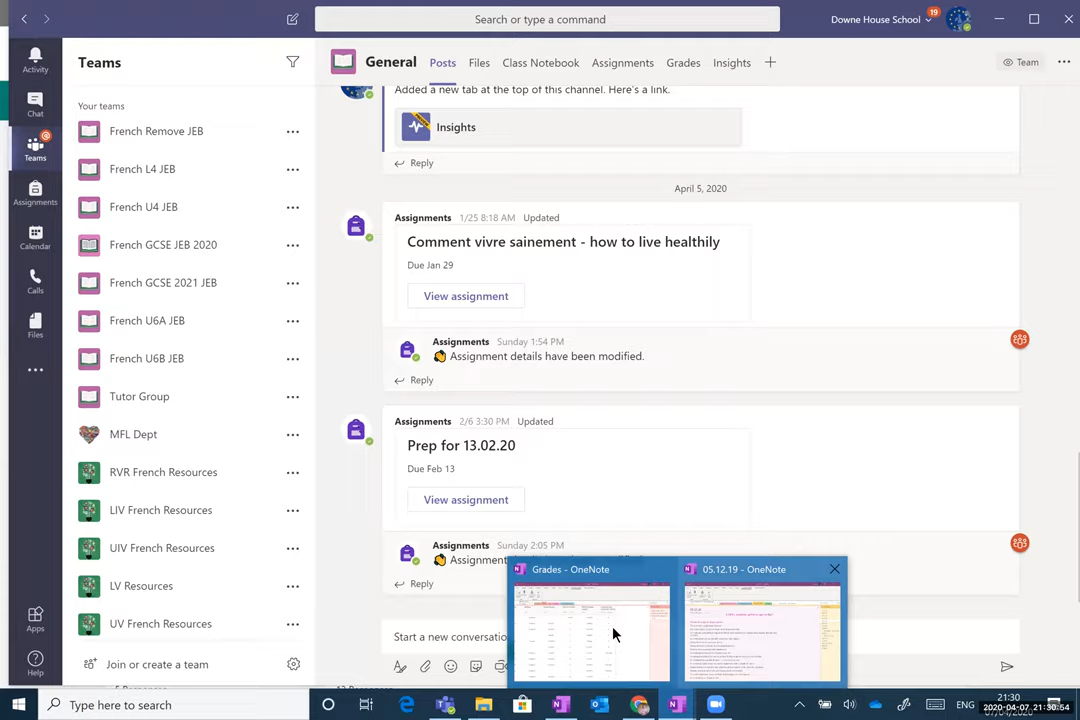 Search or type a command
Downe House School
19
Activity
Chat
Teams
Assignments
Calendar
Calls
Files
Apps
Help
Teams
Your teams
French Remove JEB
French L4 JEB
French U4 JEB
French GCSE JEB 2020
French GCSE 2021 JEB
French U6A JEB
French U6B JEB
Tutor Group
MFL Dept
RVR French Resources
LIV French Resources
UIV French Resources
LV Resources
UV French Resources
Join or create a team
General
Posts
Files
Class Notebook
Assignments
Grades
Insights
Team
Added a new tab at the top of this channel. Here's a link.
Insights
Reply
April 5, 2020
Assignments 1/25 8:18 AM Updated
Comment vivre sainement - how to live healthily
Due Jan 29
View assignment
Assignments Sunday 1:54 PM
Assignment details have been modified.
Reply
Assignments 2/6 3:30 PM Updated
Prep for 13.02.20
Due Feb 13
View assignment
Assignments Sunday 2:05 PM
Assignment
Reply
Grades - OneNote
05.12.19 - OneNote
Start a new conversatio
Type here to search
ENG
21:30
2020-04-07 21:30:54